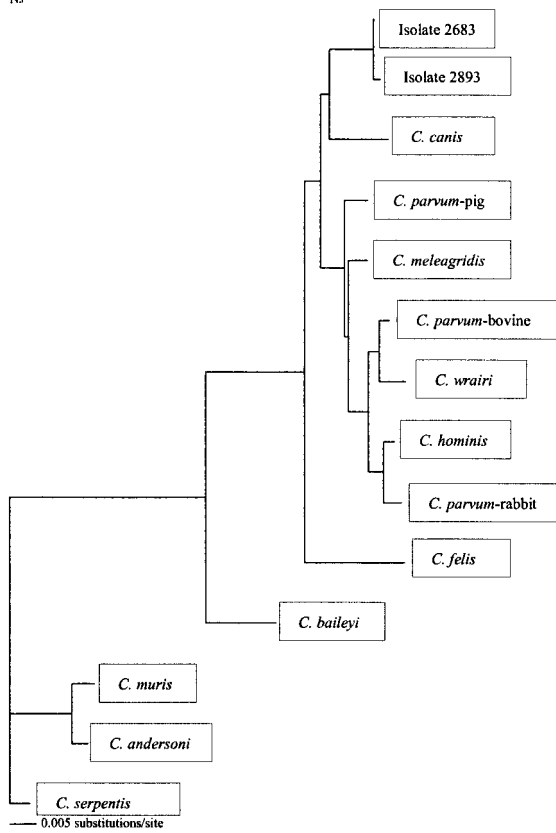 NJ
Isolate 2683
Isolate 2893
C. canis
C. parvum-pig
C. meleagridis
C. parvum-bovine
C. wrairi
C. hominis
C. parvum-rabbit
C. felis
C. baileyi
C. muris
C. andersoni
C. serpentis
0.005 substitutions/site